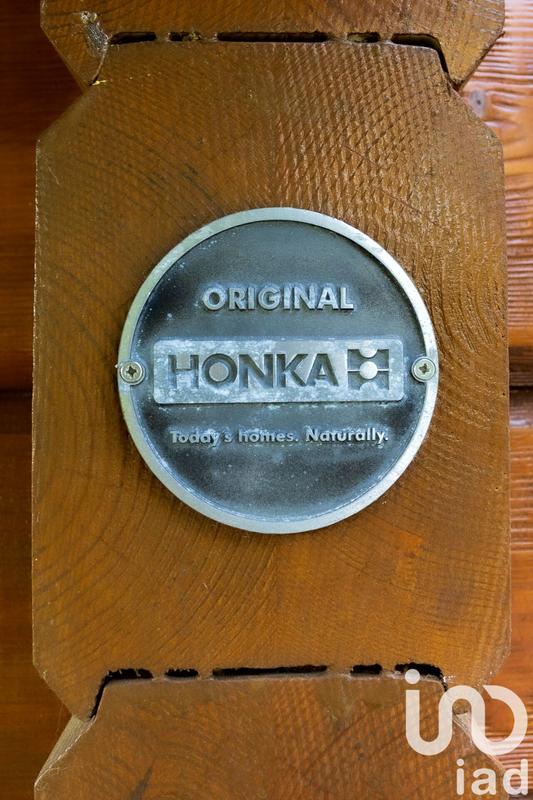 ORIGINAL
HONKA
Today's homes. Naturally.
iad